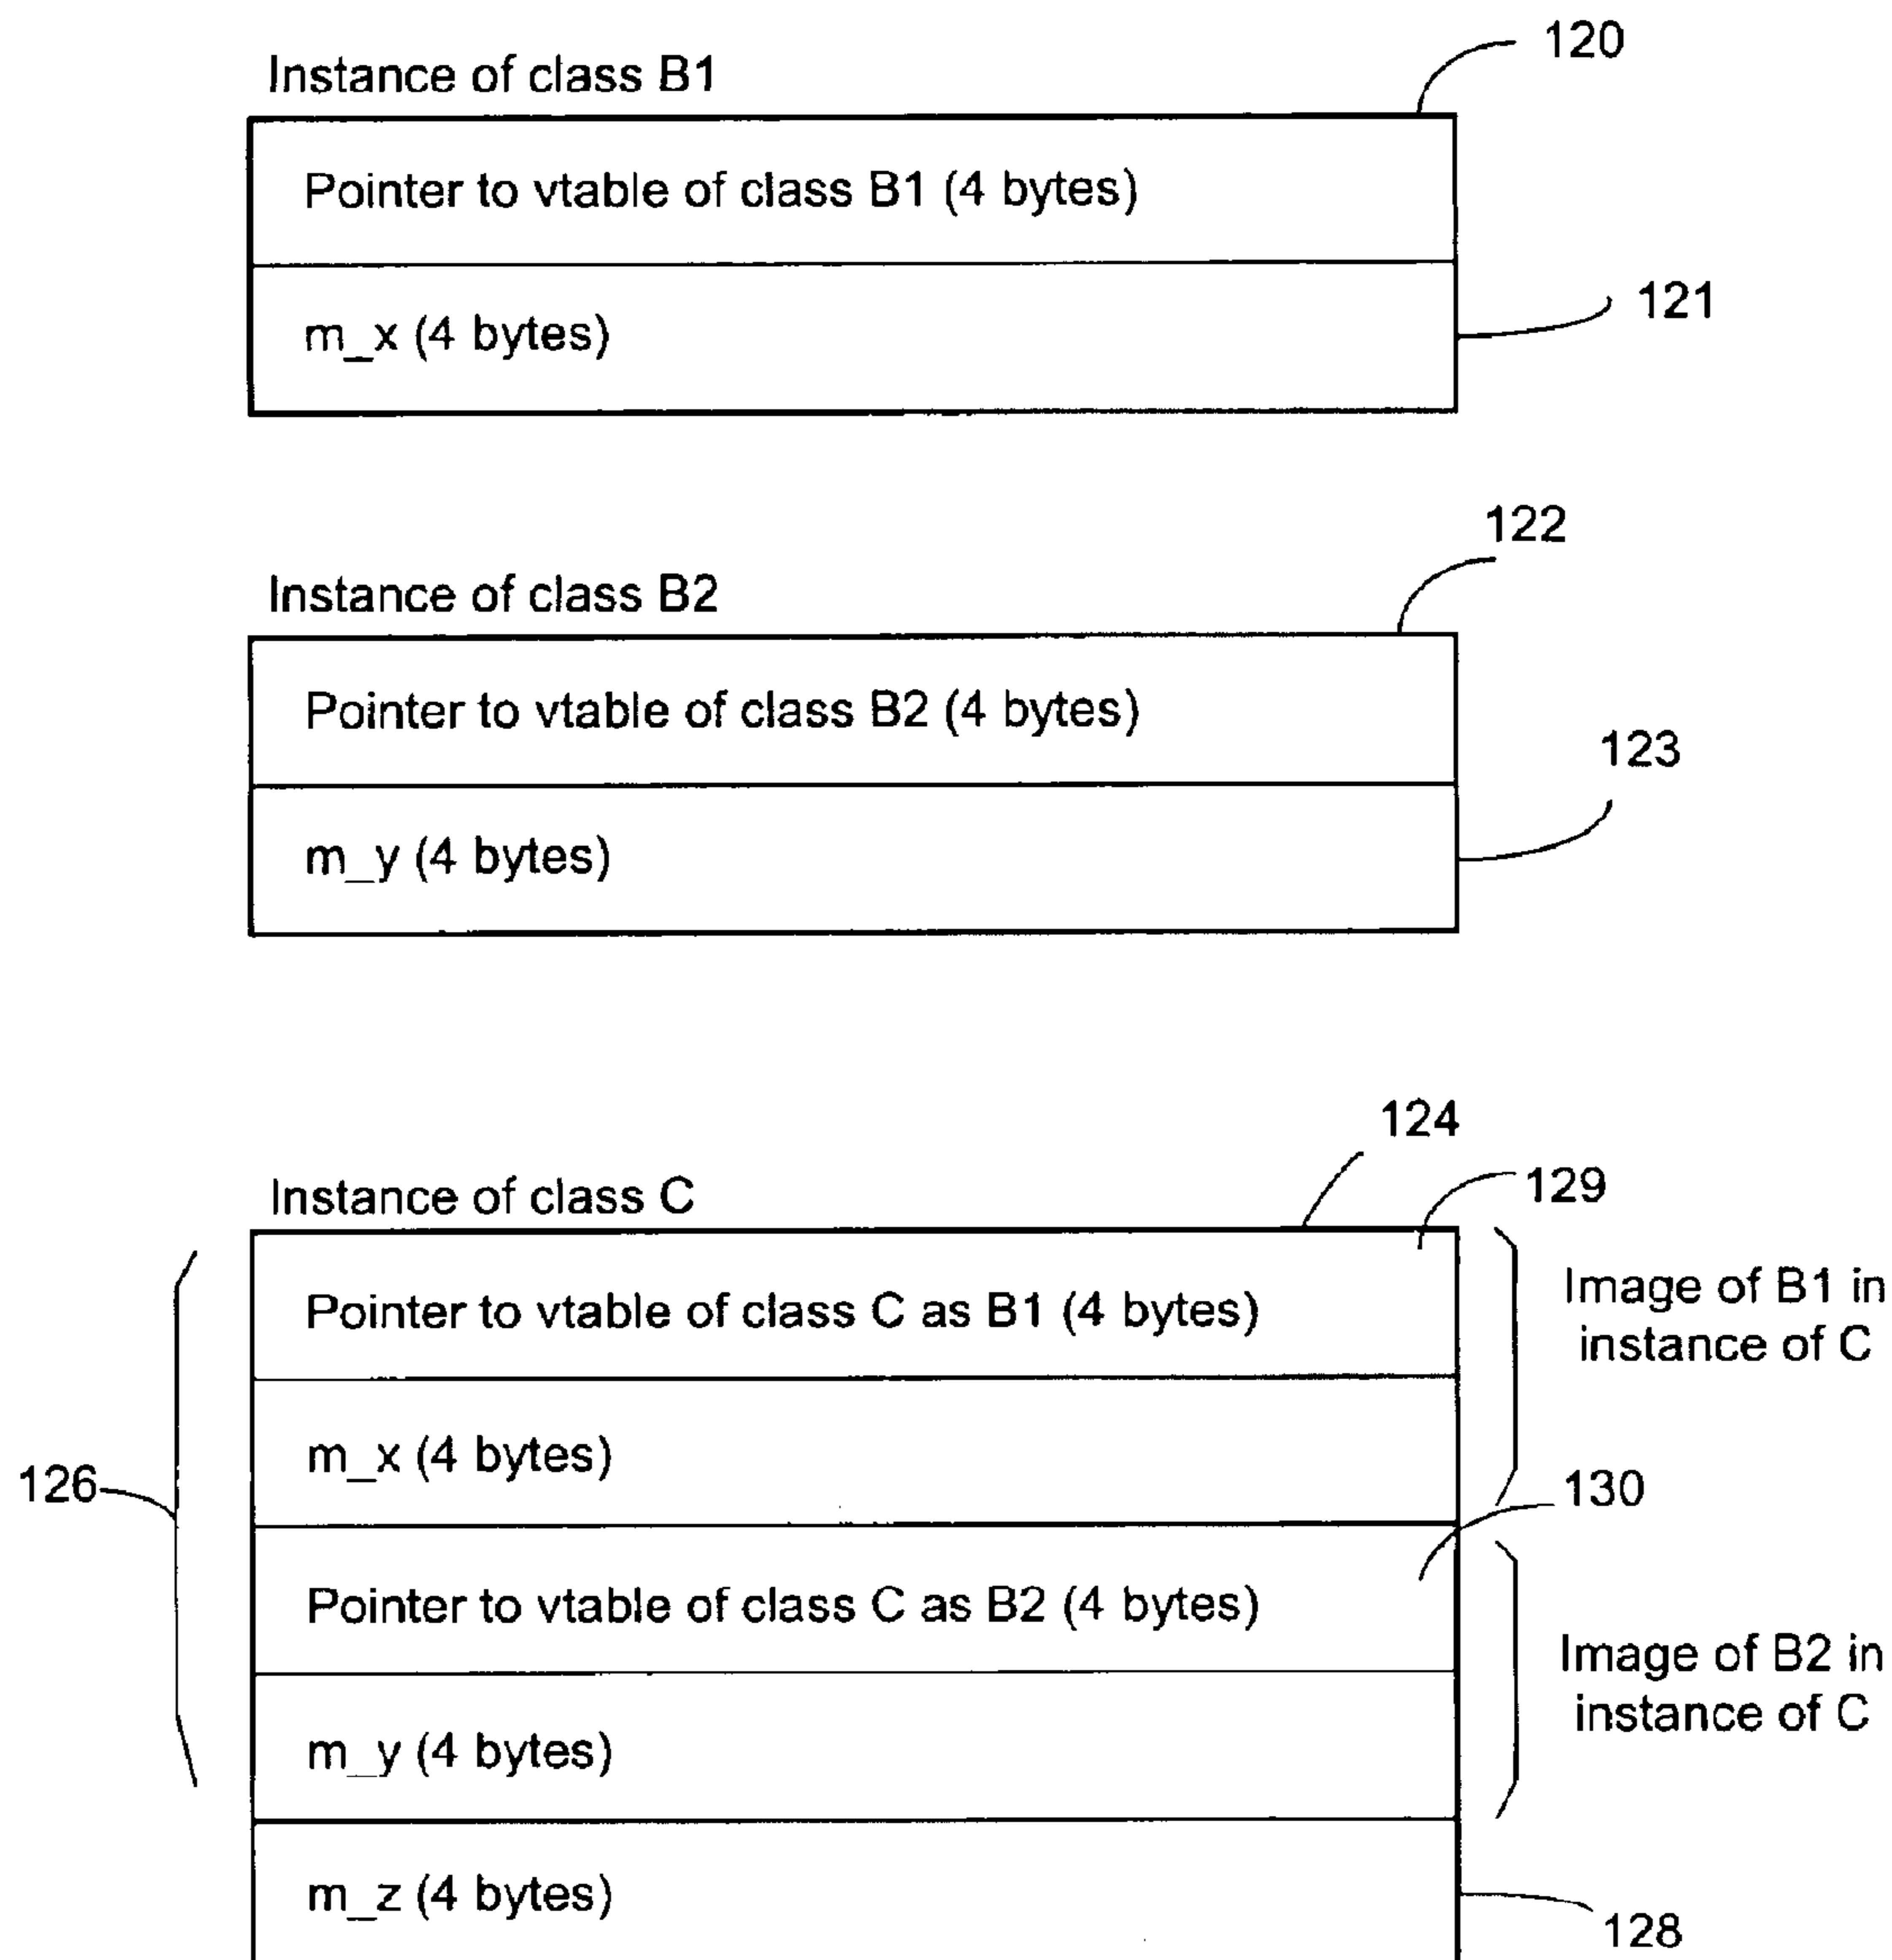 120
Instance of class B1
Pointer to vtable of class B1 (4 bytes)
121
m_x (4 bytes)
122
Instance of class B2
Pointer to vtable of class B2 (4 bytes)
123
m_y (4 bytes)
124
129
Instance of class C
Pointer to vtable of class C as B1 (4 bytes)
Image of B1 in
instance of C
m_x (4 bytes)
126
130
Pointer to vtable of class C as B2 (4 bytes)
Image of B2 in
instance of C
m_y (4 bytes)
m_z (4 bytes)
128